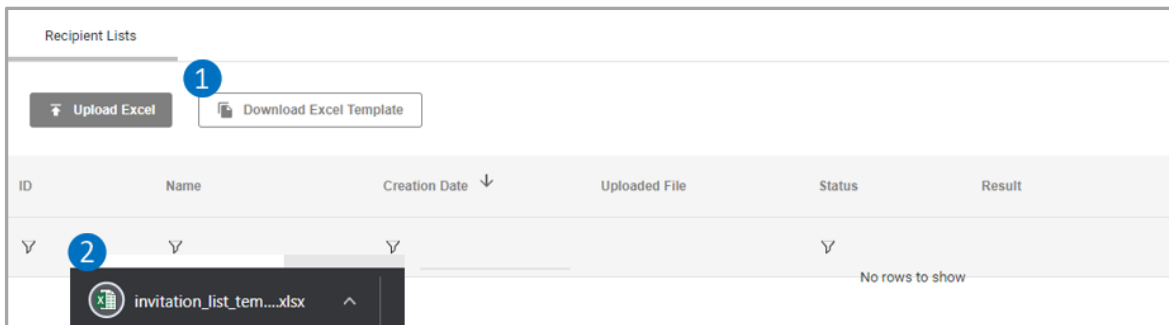 Recipient Lists
1
Upload Excel Download Excel Template
ID Name Creation Date Uploaded File Status Result
2
No rows to show
invitation_list_tem....xlsx